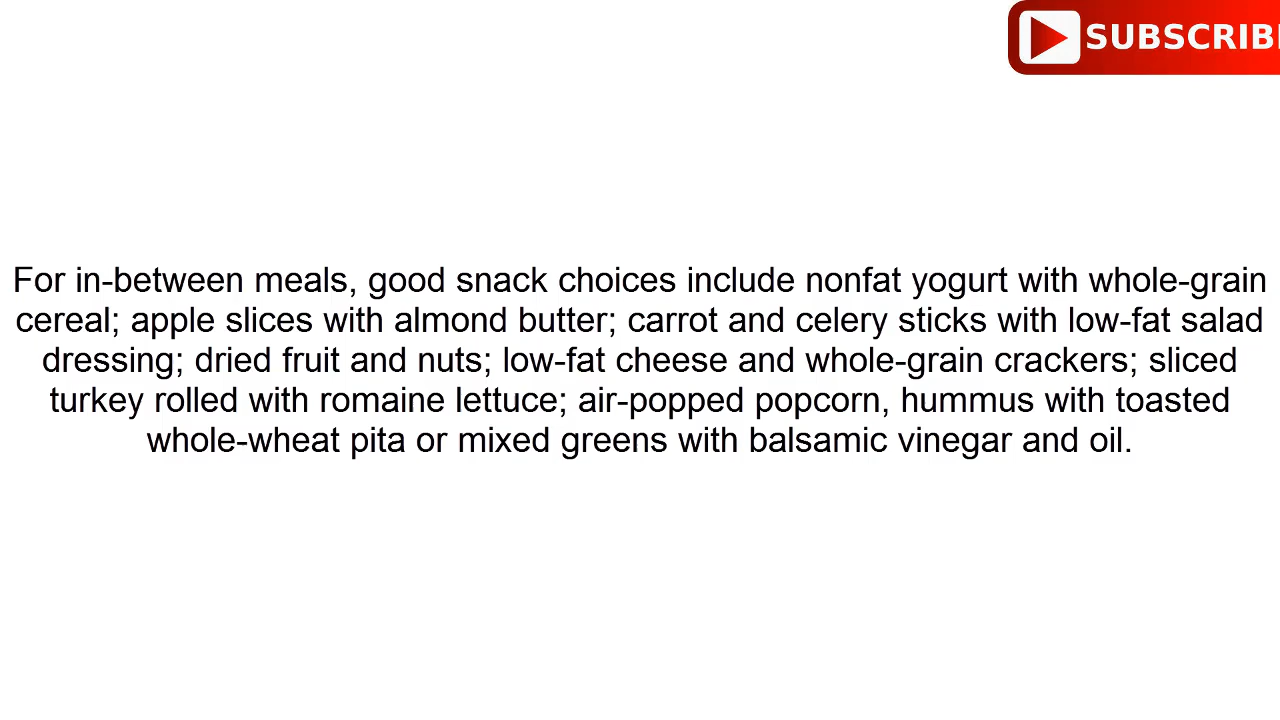 SUBSCRIB
For in-between meals, good snack choices include nonfat yogurt with whole-grain
cereal; apple slices with almond butter; carrot and celery sticks with low-fat salad
dressing; dried fruit and nuts; low-fat cheese and whole-grain crackers; sliced
turkey rolled with romaine lettuce; air-popped popcorn, hummus with toasted
whole-wheat pita or mixed greens with balsamic vinegar and oil.